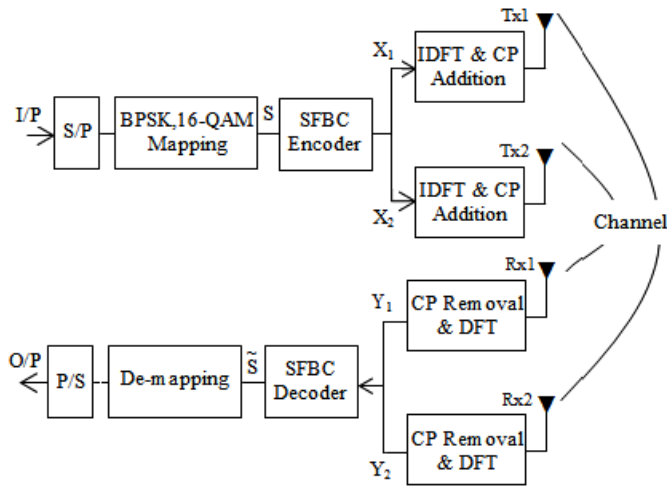 Tx1
X1
IDFT & CP
Addition
I/P
S/P
BPSK,16-QAM
Mapping
S
SFBC
Encoder
Tx2
IDFT & CP
Addition
X2
Channel
Rx1
Y1
CP Removal
& DFT
O/P
P/S
De-mapping
S̃
SFBC
Decoder
Rx2
CP Removal
& DFT
Y2